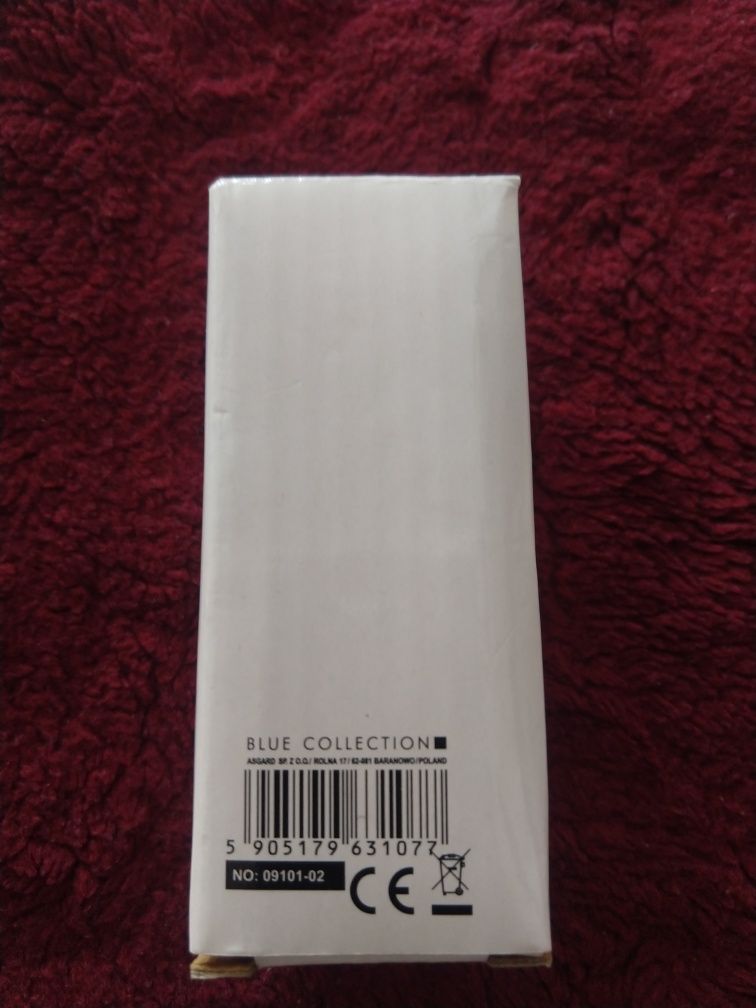 BLUE COLLECTION
ASGARD SP. Z O.O./ ROLNA 17/ 62-081 BARANOWO/POLAND
5 905179 631077
NO: 09101-02
CE